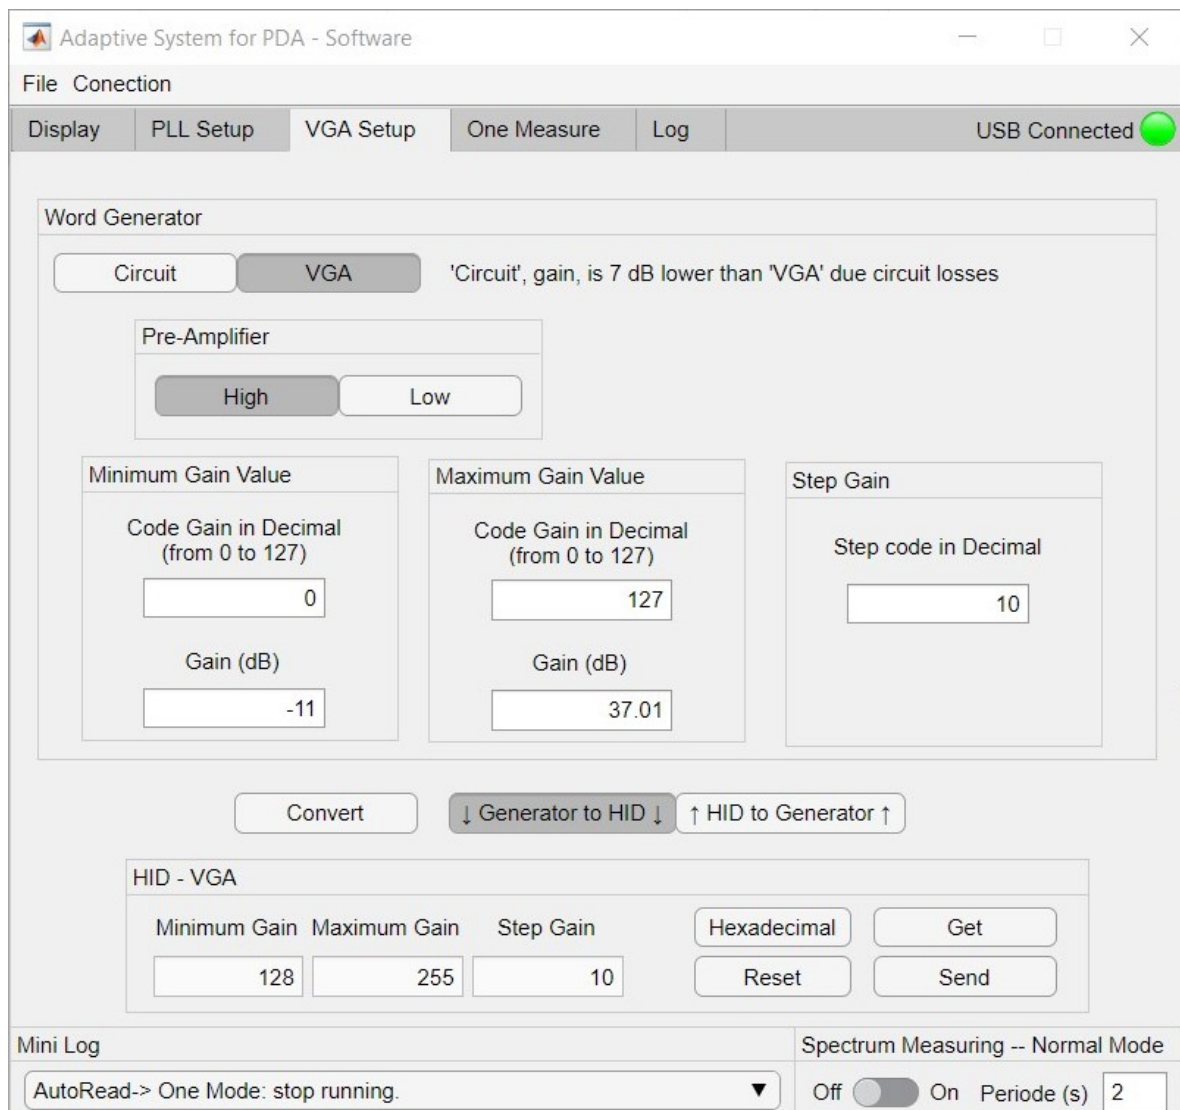 Adaptive System for PDA - Software
File Conection
Display PLL Setup VGA Setup One Measure Log USB Connected
Word Generator
Circuit VGA 'Circuit', gain, is 7 dB lower than 'VGA' due circuit losses
Pre-Amplifier
High Low
Minimum Gain Value
Code Gain in Decimal
(from 0 to 127)
0
Gain (dB)
-11
Maximum Gain Value
Code Gain in Decimal
(from 0 to 127)
127
Gain (dB)
37.01
Step Gain
Step code in Decimal
10
Convert ↓ Generator to HID ↓ ↑ HID to Generator ↑
HID - VGA
Minimum Gain Maximum Gain Step Gain Hexadecimal Get
128 255 10 Reset Send
Mini Log
AutoRead-> One Mode: stop running.
Spectrum Measuring -- Normal Mode
Off On Periode (s) 2